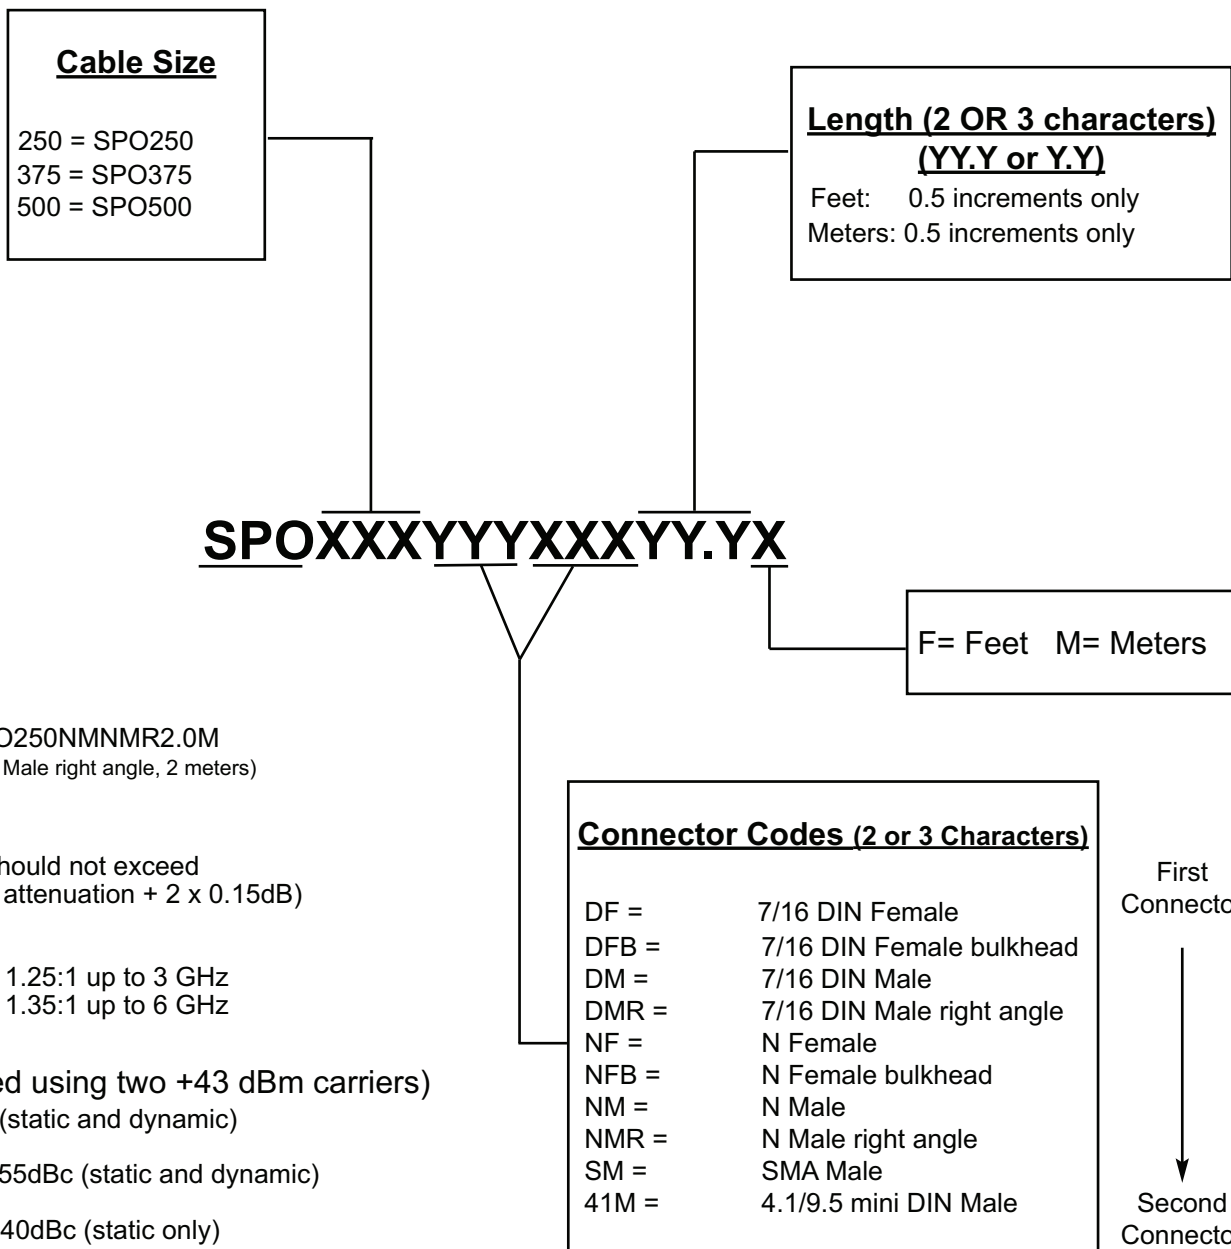 Cable Size
250 = SPO250
375 = SPO375
500 = SPO500
Length (2 OR 3 characters)
(YY.Y or Y.Y)
Feet: 0.5 increments only
Meters: 0.5 increments only
SPOXXXYYYXXXYY.YX
F= Feet M= Meters
O250NMNMR2.0M
Male right angle, 2 meters)
hould not exceed
attenuation + 2 x 0.15dB)
1.25:1 up to 3 GHz
1.35:1 up to 6 GHz
ed using two +43 dBm carriers)
(static and dynamic)
55dBc (static and dynamic)
40dBc (static only)
Connector Codes (2 or 3 Characters)
DF = 7/16 DIN Female
DFB = 7/16 DIN Female bulkhead
DM = 7/16 DIN Male
DMR = 7/16 DIN Male right angle
NF = N Female
NFB = N Female bulkhead
NM = N Male
NMR = N Male right angle
SM = SMA Male
41M = 4.1/9.5 mini DIN Male
First
Connecto
Second
Connecto